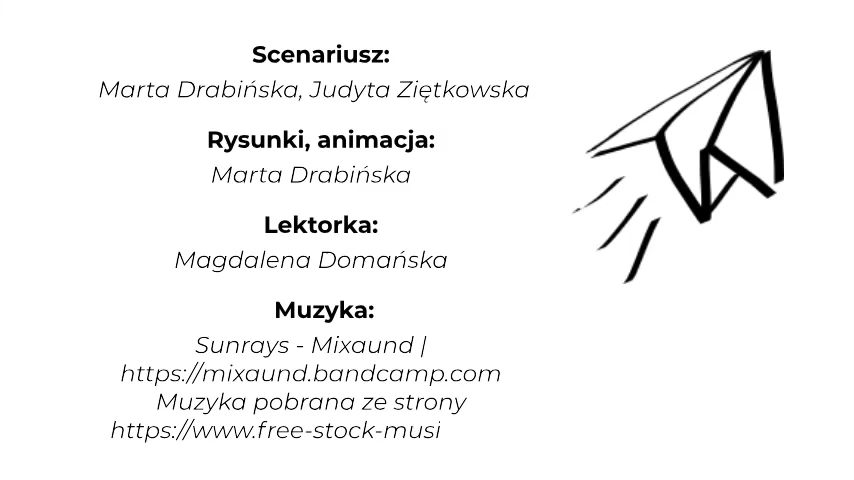 Scenariusz:
Marta Drabińska, Judyta Ziętkowska
Rysunki, animacja:
Marta Drabińska
Lektorka:
Magdalena Domańska
Muzyka:
Sunrays - Mixaund |
https://mixaund.bandcamp.com
Muzyka pobrana ze strony
https://www.free-stock-musi